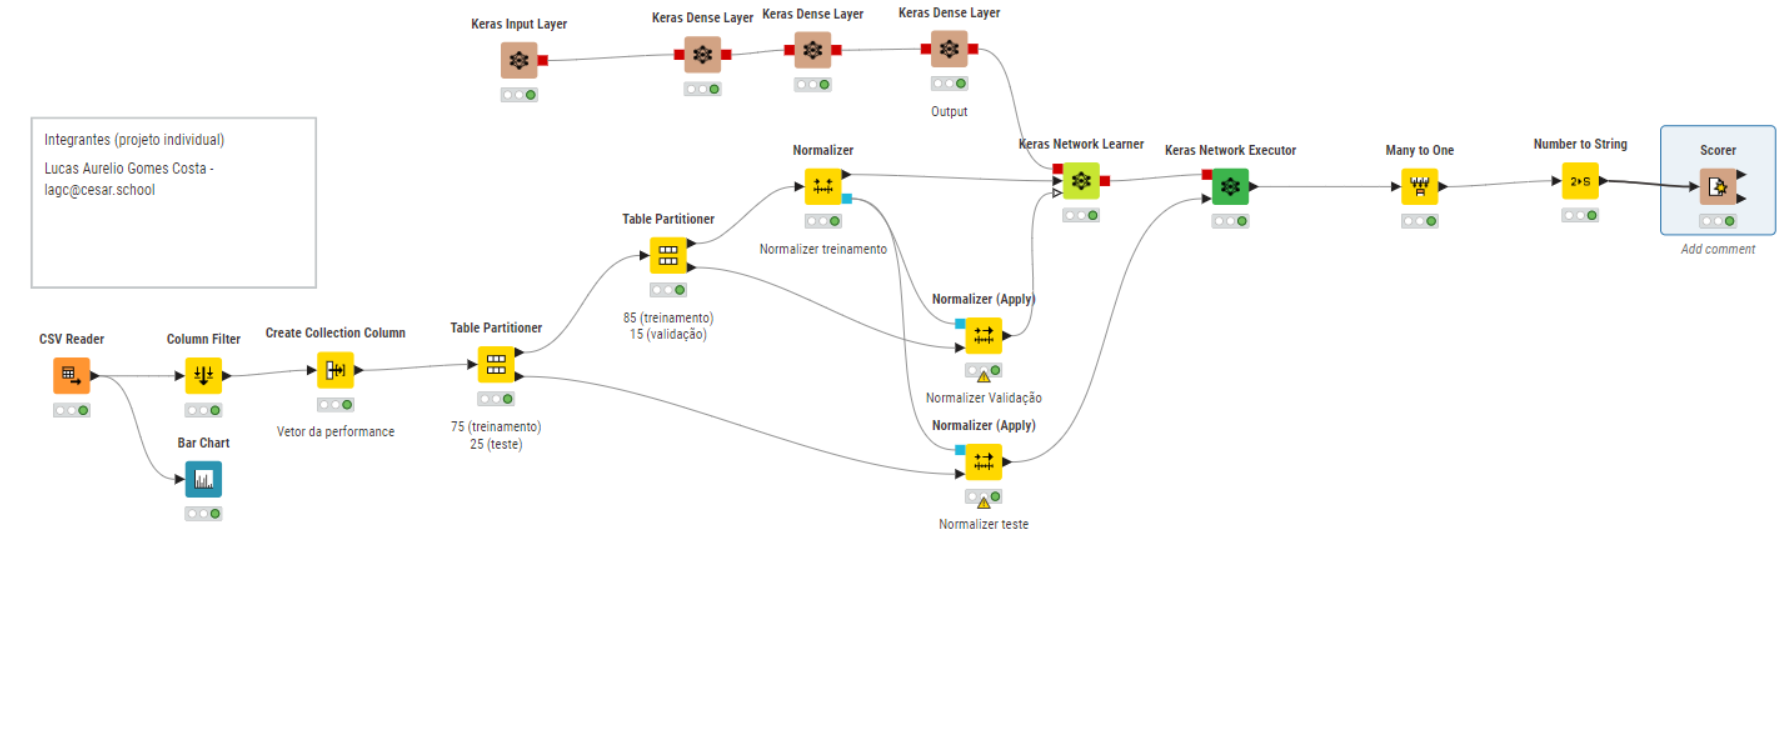 Keras Input Layer
Keras Dense Layer
Keras Dense Layer
Keras Dense Layer
Output
Integrantes (projeto individual)
Lucas Aurelio Gomes Costa -
lagc@cesar.school
Normalizer
Normalizer treinamento
Keras Network Learner
Keras Network Executor
Many to One
Number to String
2▸S
Scorer
Add comment
Table Partitioner
85 (treinamento)
15 (validação)
Normalizer (Apply)
Normalizer Validação
CSV Reader
Column Filter
Create Collection Column
Vetor da performance
Table Partitioner
75 (treinamento)
25 (teste)
Bar Chart
Normalizer (Apply)
Normalizer teste